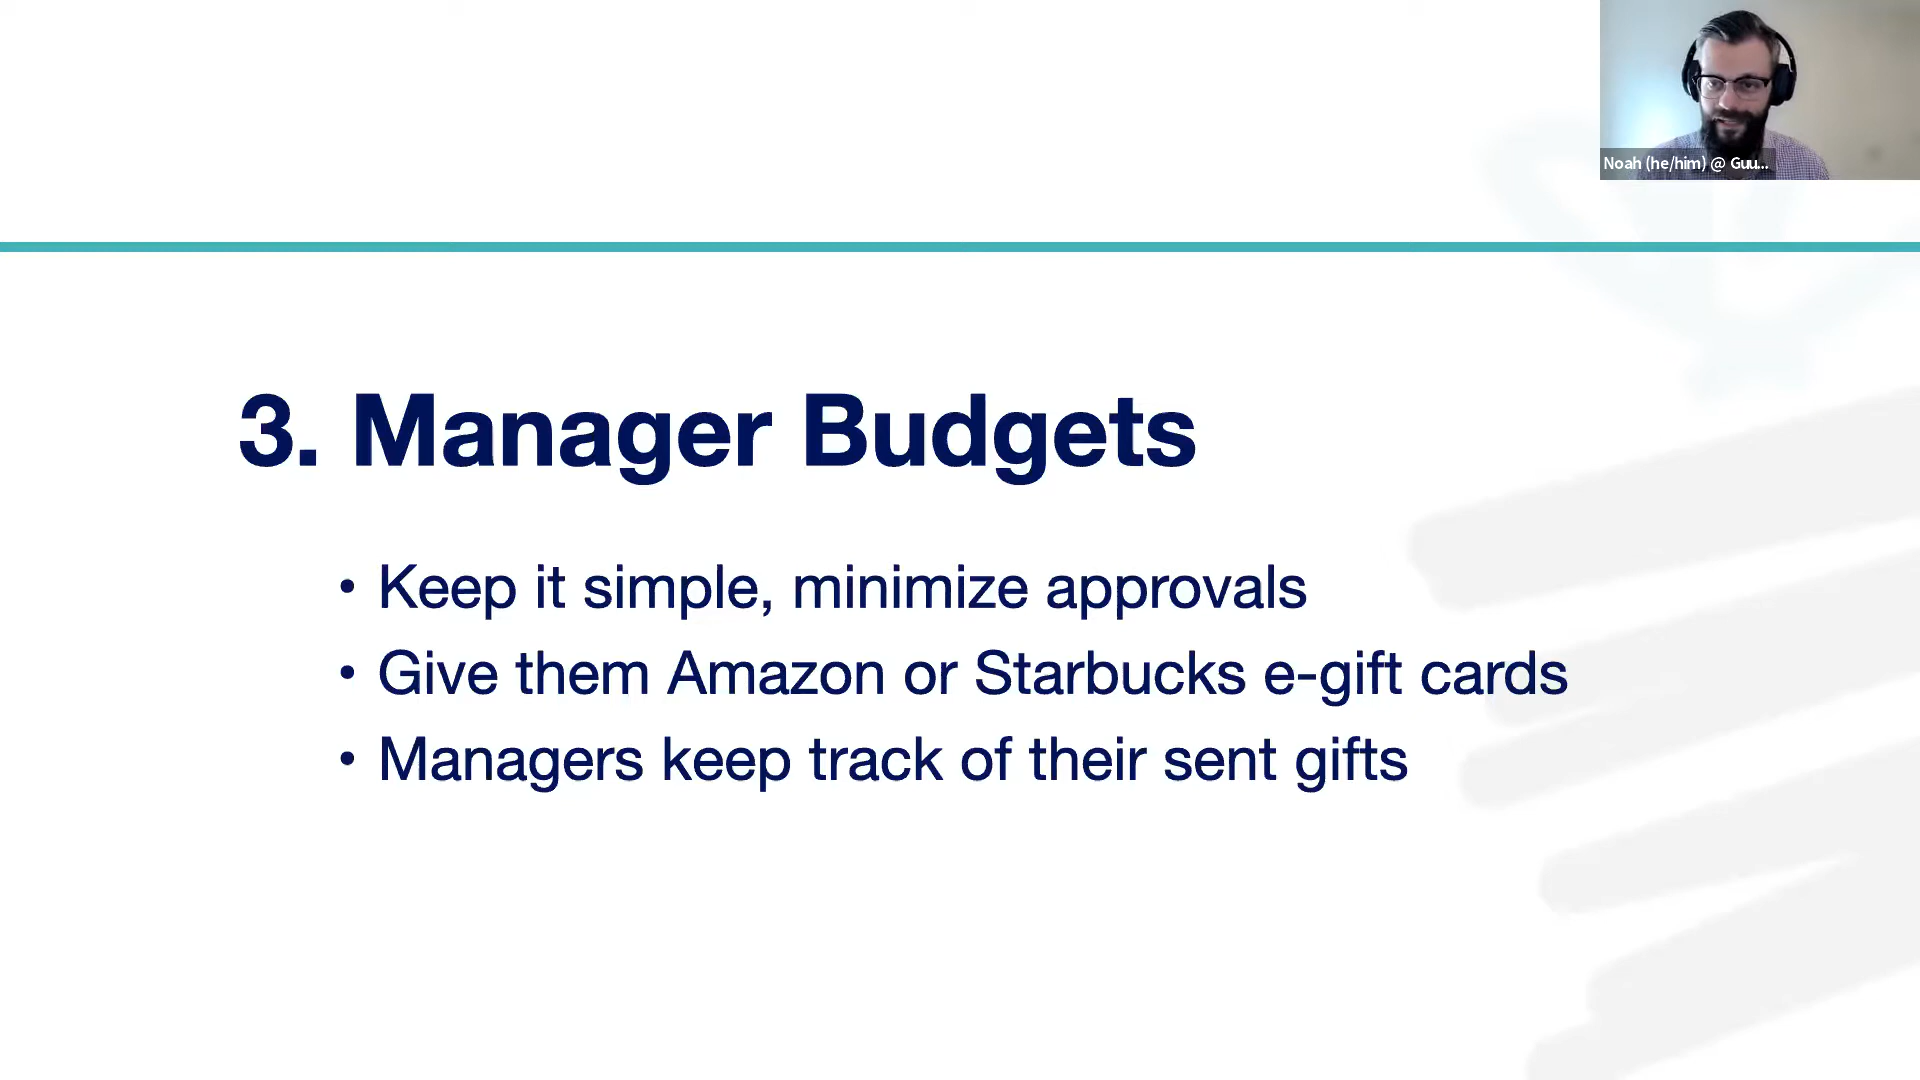 Noah (he/him) @ Guu...
3. Manager Budgets
• Keep it simple, minimize approvals
• Give them Amazon or Starbucks e-gift cards
• Managers keep track of their sent gifts